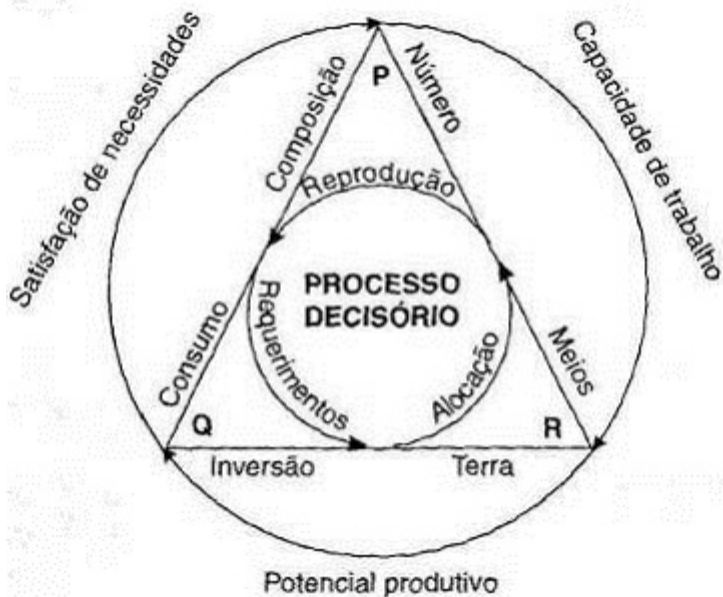 Satisfação de necessidades
Capacidade de trabalho
Composição
P
Número
Reprodução
PROCESSO
DECISÓRIO
Consumo
Requerimentos
Alocação
Meios
Q
R
Inversão
Terra
Potencial produtivo